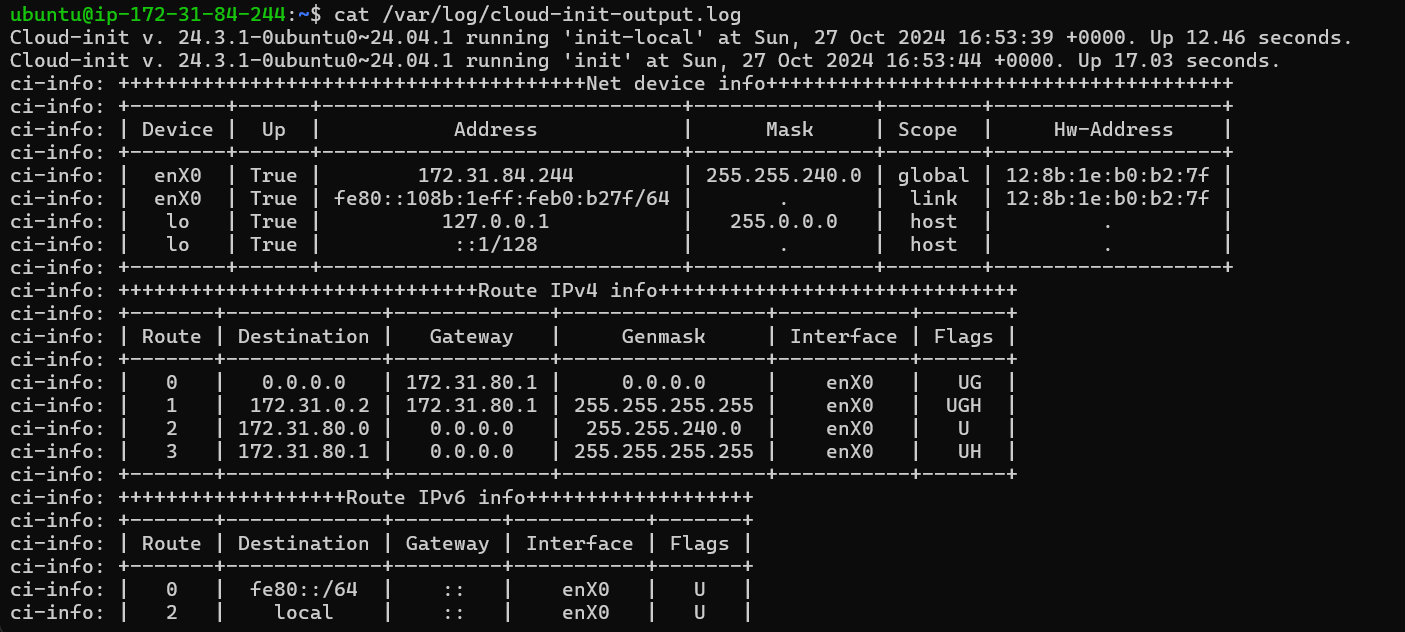 ubuntu@ip-172-31-84-244:~$ cat /var/log/cloud-init-output.log
Cloud-init v. 24.3.1-0ubuntu0~24.04.1 running 'init-local' at Sun, 27 Oct 2024 16:53:39 +0000. Up 12.46 seconds.
Cloud-init v. 24.3.1-0ubuntu0~24.04.1 running 'init' at Sun, 27 Oct 2024 16:53:44 +0000. Up 17.03 seconds.
ci-info: +++++++++++++++++++++++++++++++++++++++Net device info+++++++++++++++++++++++++++++++++++++++
ci-info: +--------+------+------------------------------+---------------+--------+-------------------+
ci-info: | Device |  Up  |           Address            |      Mask     | Scope  |     Hw-Address    |
ci-info: +--------+------+------------------------------+---------------+--------+-------------------+
ci-info: |  enX0  | True |        172.31.84.244         | 255.255.240.0 | global | 12:8b:1e:b0:b2:7f |
ci-info: |  enX0  | True | fe80::108b:1eff:feb0:b27f/64 |       .       |  link  | 12:8b:1e:b0:b2:7f |
ci-info: |   lo   | True |          127.0.0.1           |   255.0.0.0   |  host  |         .         |
ci-info: |   lo   | True |           ::1/128            |       .       |  host  |         .         |
ci-info: +--------+------+------------------------------+---------------+--------+-------------------+
ci-info: ++++++++++++++++++++++++++++++Route IPv4 info++++++++++++++++++++++++++++++
ci-info: +-------+-------------+-------------+-----------------+-----------+-------+
ci-info: | Route | Destination |   Gateway   |     Genmask     | Interface | Flags |
ci-info: +-------+-------------+-------------+-----------------+-----------+-------+
ci-info: |   0   |   0.0.0.0   | 172.31.80.1 |     0.0.0.0     |    enX0   |   UG  |
ci-info: |   1   |  172.31.0.2 | 172.31.80.1 | 255.255.255.255 |    enX0   |  UGH  |
ci-info: |   2   | 172.31.80.0 |   0.0.0.0   |  255.255.240.0  |    enX0   |   U   |
ci-info: |   3   | 172.31.80.1 |   0.0.0.0   | 255.255.255.255 |    enX0   |   UH  |
ci-info: +-------+-------------+-------------+-----------------+-----------+-------+
ci-info: +++++++++++++++++++Route IPv6 info+++++++++++++++++++
ci-info: +-------+-------------+---------+-----------+-------+
ci-info: | Route | Destination | Gateway | Interface | Flags |
ci-info: +-------+-------------+---------+-----------+-------+
ci-info: |   0   |  fe80::/64  |    ::   |    enX0   |   U   |
ci-info: |   2   |    local    |    ::   |    enX0   |   U   |